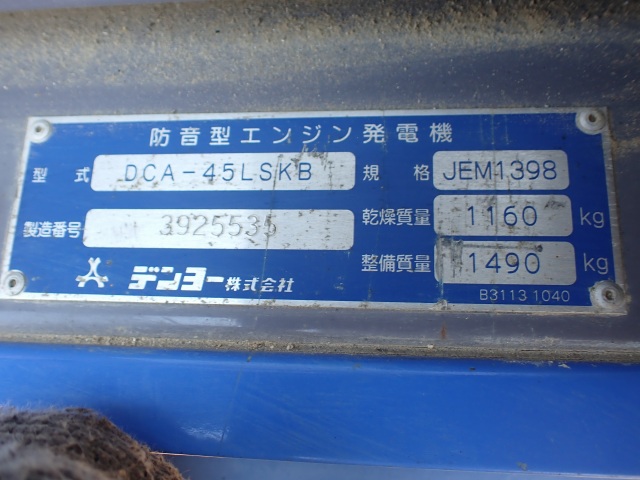 防音型エンジン発電機
型式 DCA-45LSKB 規格 JEM1398
製造番号 3925535 乾燥質量 1160 kg
整備質量 1490 kg
デンヨー株式会社 B31131040